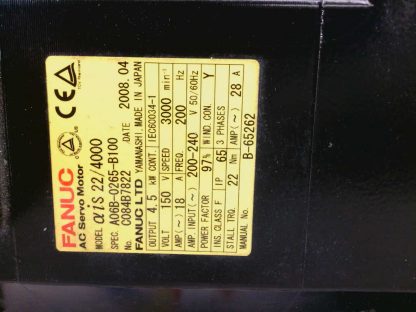 FANUC
AC Servo Motor
MODEL αiS 22/4000
SPEC. A06B-0265-B100
No. C084B7822 DATE 2008.04
FANUC LTD YAMANASHI, MADE IN JAPAN
OUTPUT 4.5 kW CONT. IEC60034-1
VOLT 150 V SPEED 3000 min⁻¹
AMP(~) 18 A FREQ. 200 Hz
AMP. INPUT(~) 200-240 V 50/60Hz
POWER FACTOR 97% WIND. CON. Y
INS. CLASS F IP 65 3 PHASES
STALL TRQ 22 Nm AMP(~) 28 A
MANUAL No. B-65262
CE